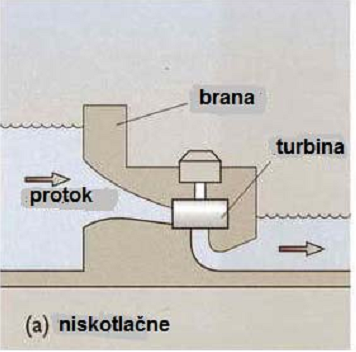 brana
turbina
protok
(a) niskotlačne